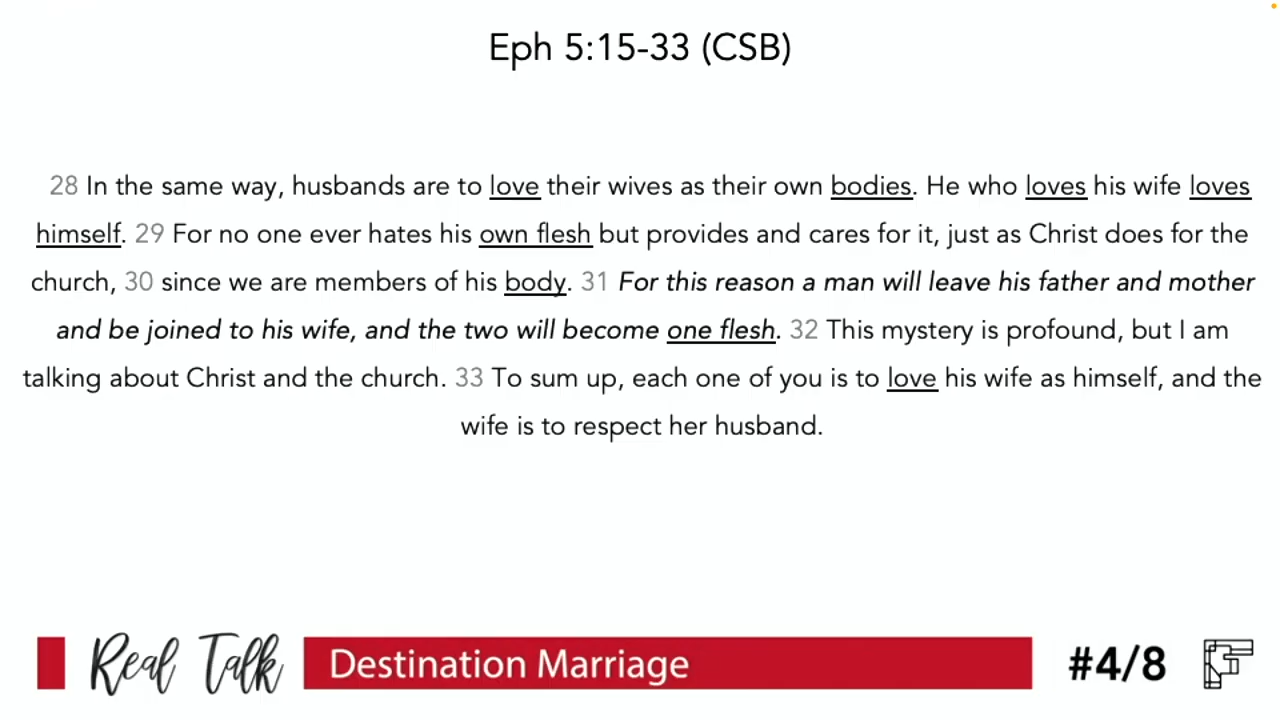 Eph 5:15-33 (CSB)
28 In the same way, husbands are to love their wives as their own bodies. He who loves his wife loves
himself. 29 For no one ever hates his own flesh but provides and cares for it, just as Christ does for the
church, 30 since we are members of his body. 31 For this reason a man will leave his father and mother
and be joined to his wife, and the two will become one flesh. 32 This mystery is profound, but I am
talking about Christ and the church. 33 To sum up, each one of you is to love his wife as himself, and the
wife is to respect her husband.
Real Talk Destination Marriage #4/8